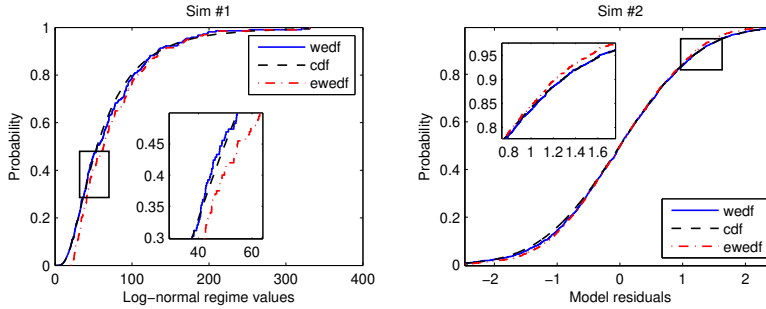 Sim #1
Probability
1
0.8
0.6
0.4
0.2
0
wedf
cdf
ewedf
0.45
0.4
0.35
0.3
40 60
0 100 200 300 400
Log−normal regime values
Sim #2
Probability
1
0.8
0.6
0.4
0.2
0
0.95
0.9
0.85
0.8
0.8 1 1.2 1.4 1.6
wedf
cdf
ewedf
−2 −1 0 1 2
Model residuals